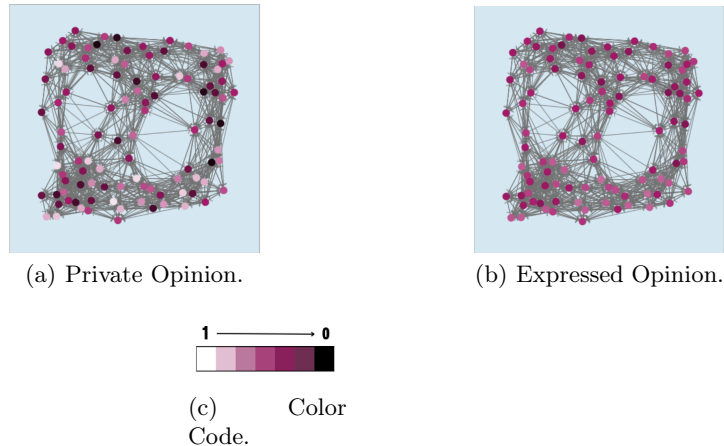 (a) Private Opinion.
(b) Expressed Opinion.
1 0
(c) Color
Code.